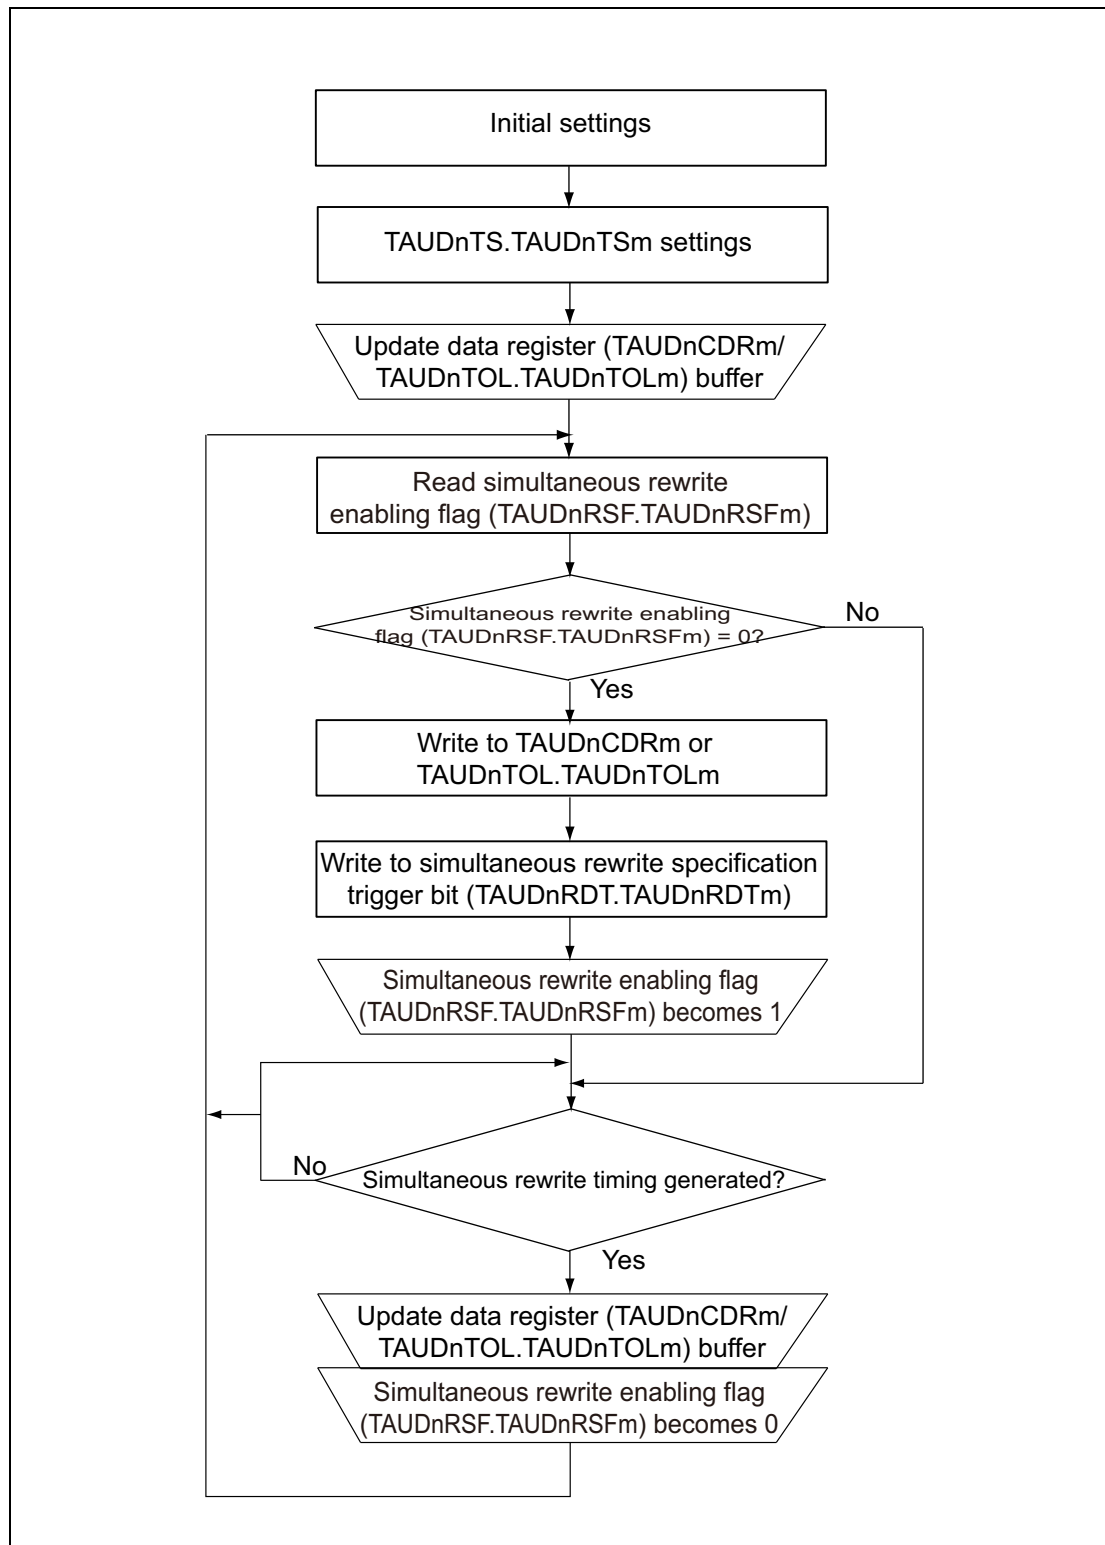 Initial settings
TAUDnTS.TAUDnTSm settings
Update data register (TAUDnCDRm/
TAUDnTOL.TAUDnTOLm) buffer
Read simultaneous rewrite
enabling flag (TAUDnRSF.TAUDnRSFm)
Simultaneous rewrite enabling
flag (TAUDnRSF.TAUDnRSFm) = 0?
No
Yes
Write to TAUDnCDRm or
TAUDnTOL.TAUDnTOLm
Write to simultaneous rewrite specification
trigger bit (TAUDnRDT.TAUDnRDTm)
Simultaneous rewrite enabling flag
(TAUDnRSF.TAUDnRSFm) becomes 1
No
Simultaneous rewrite timing generated?
Yes
Update data register (TAUDnCDRm/
TAUDnTOL.TAUDnTOLm) buffer
Simultaneous rewrite enabling flag
(TAUDnRSF.TAUDnRSFm) becomes 0